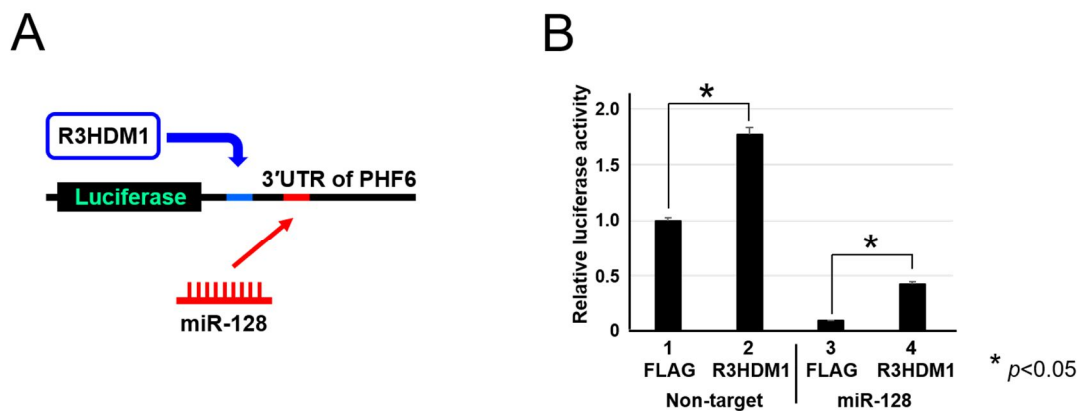 A
R3HDM1
3′UTR of PHF6
Luciferase
miR-128
B
Relative luciferase activity
2.0
1.5
1.0
0.5
0
*
*
1 2 3 4
FLAG R3HDM1 FLAG R3HDM1
Non-target miR-128
* p<0.05